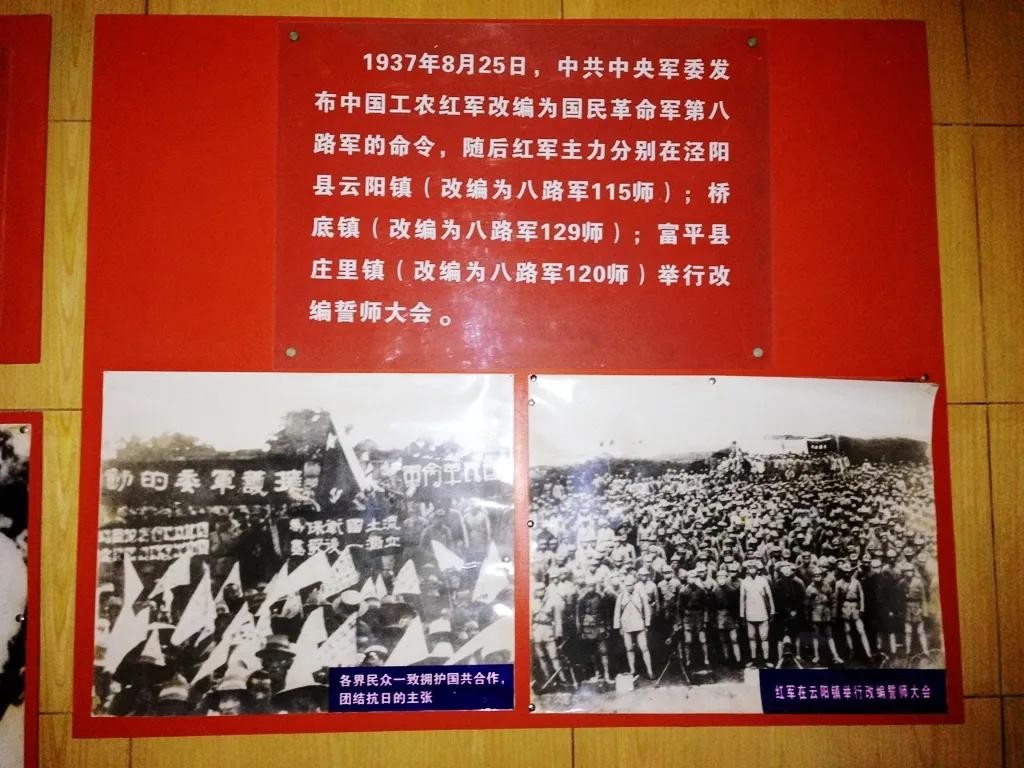 1937年8月25日，中共中央军委发
布中国工农红军改编为国民革命军第八
路军的命令，随后红军主力分别在泾阳
县云阳镇（改编为八路军115师）；桥
底镇（改编为八路军129师）；富平县
庄里镇（改编为八路军120师）举行改
编誓师大会。
動的委軍護擁
各界民众一致拥护国共合作，
团结抗日的主张
红军在云阳镇举行改编誓师大会